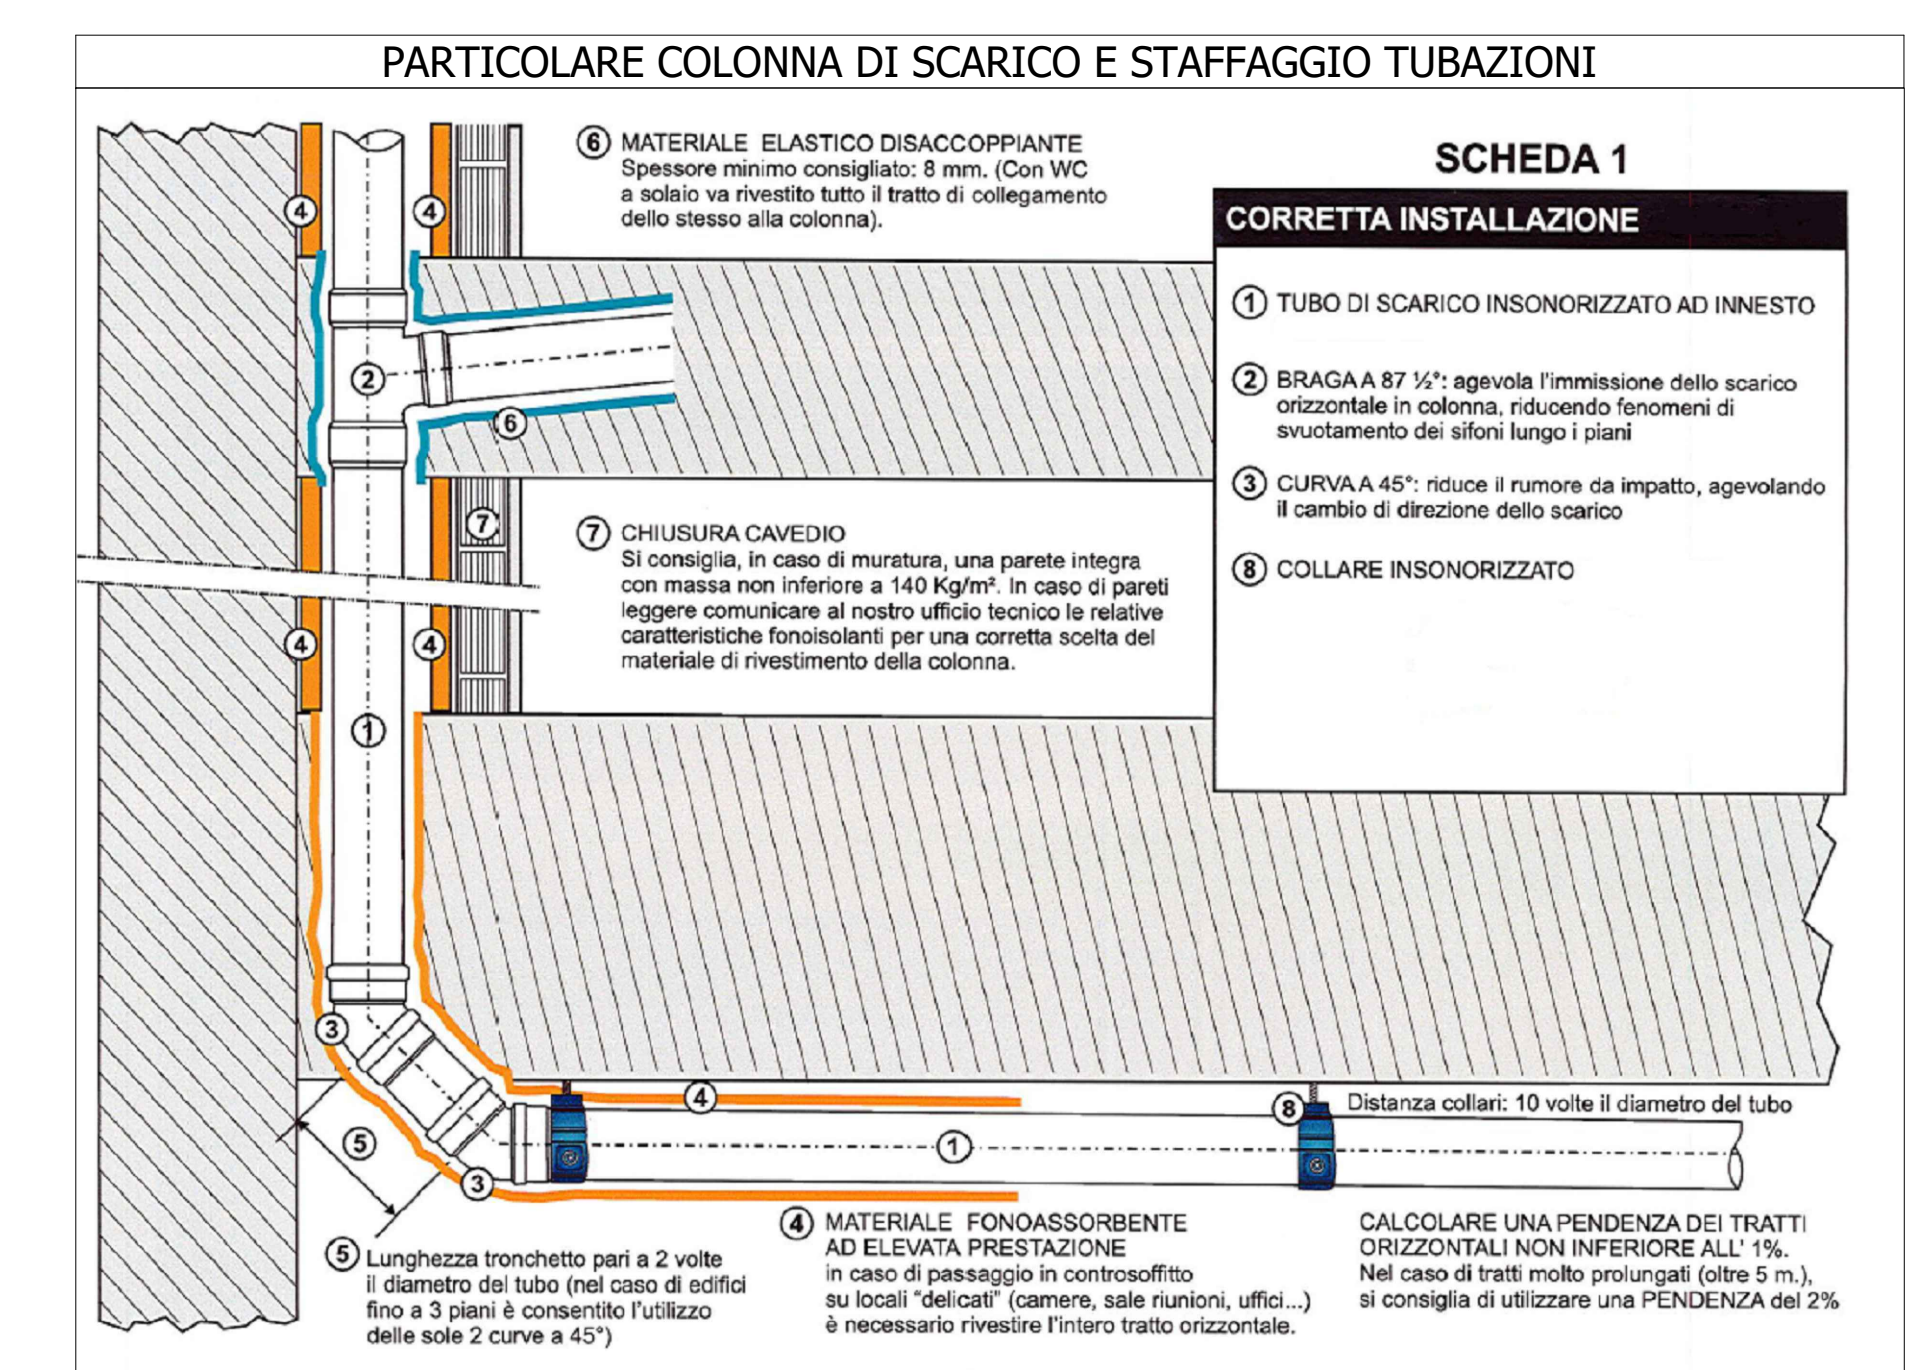 PARTICOLARE COLONNA DI SCARICO E STAFFAGGIO TUBAZIONI
6 MATERIALE ELASTICO DISACCOPPIANTE
Spessore minimo consigliato: 8 mm. (Con WC
a solaio va rivestito tutto il tratto di collegamento
dello stesso alla colonna).
SCHEDA 1
CORRETTA INSTALLAZIONE
1 TUBO DI SCARICO INSONORIZZATO AD INNESTO
2 BRAGA A 87 ½°: agevola l'immissione dello scarico
orizzontale in colonna, riducendo fenomeni di
svuotamento dei sifoni lungo i piani
3 CURVA A 45°: riduce il rumore da impatto, agevolando
il cambio di direzione dello scarico
8 COLLARE INSONORIZZATO
4
4
2
6
7
7 CHIUSURA CAVEDIO
Si consiglia, in caso di muratura, una parete integra
con massa non inferiore a 140 Kg/m². In caso di pareti
leggere comunicare al nostro ufficio tecnico le relative
caratteristiche fonoisolanti per una corretta scelta del
materiale di rivestimento della colonna.
4
4
1
3
4
8
Distanza collari: 10 volte il diametro del tubo
5
1
3
5 Lunghezza tronchetto pari a 2 volte
il diametro del tubo (nel caso di edifici
fino a 3 piani è consentito l'utilizzo
delle sole 2 curve a 45°)
4 MATERIALE FONOASSORBENTE
AD ELEVATA PRESTAZIONE
in caso di passaggio in controsoffitto
su locali "delicati" (camere, sale riunioni, uffici...)
è necessario rivestire l'intero tratto orizzontale.
CALCOLARE UNA PENDENZA DEI TRATTI
ORIZZONTALI NON INFERIORE ALL' 1%.
Nel caso di tratti molto prolungati (oltre 5 m.),
si consiglia di utilizzare una PENDENZA del 2%